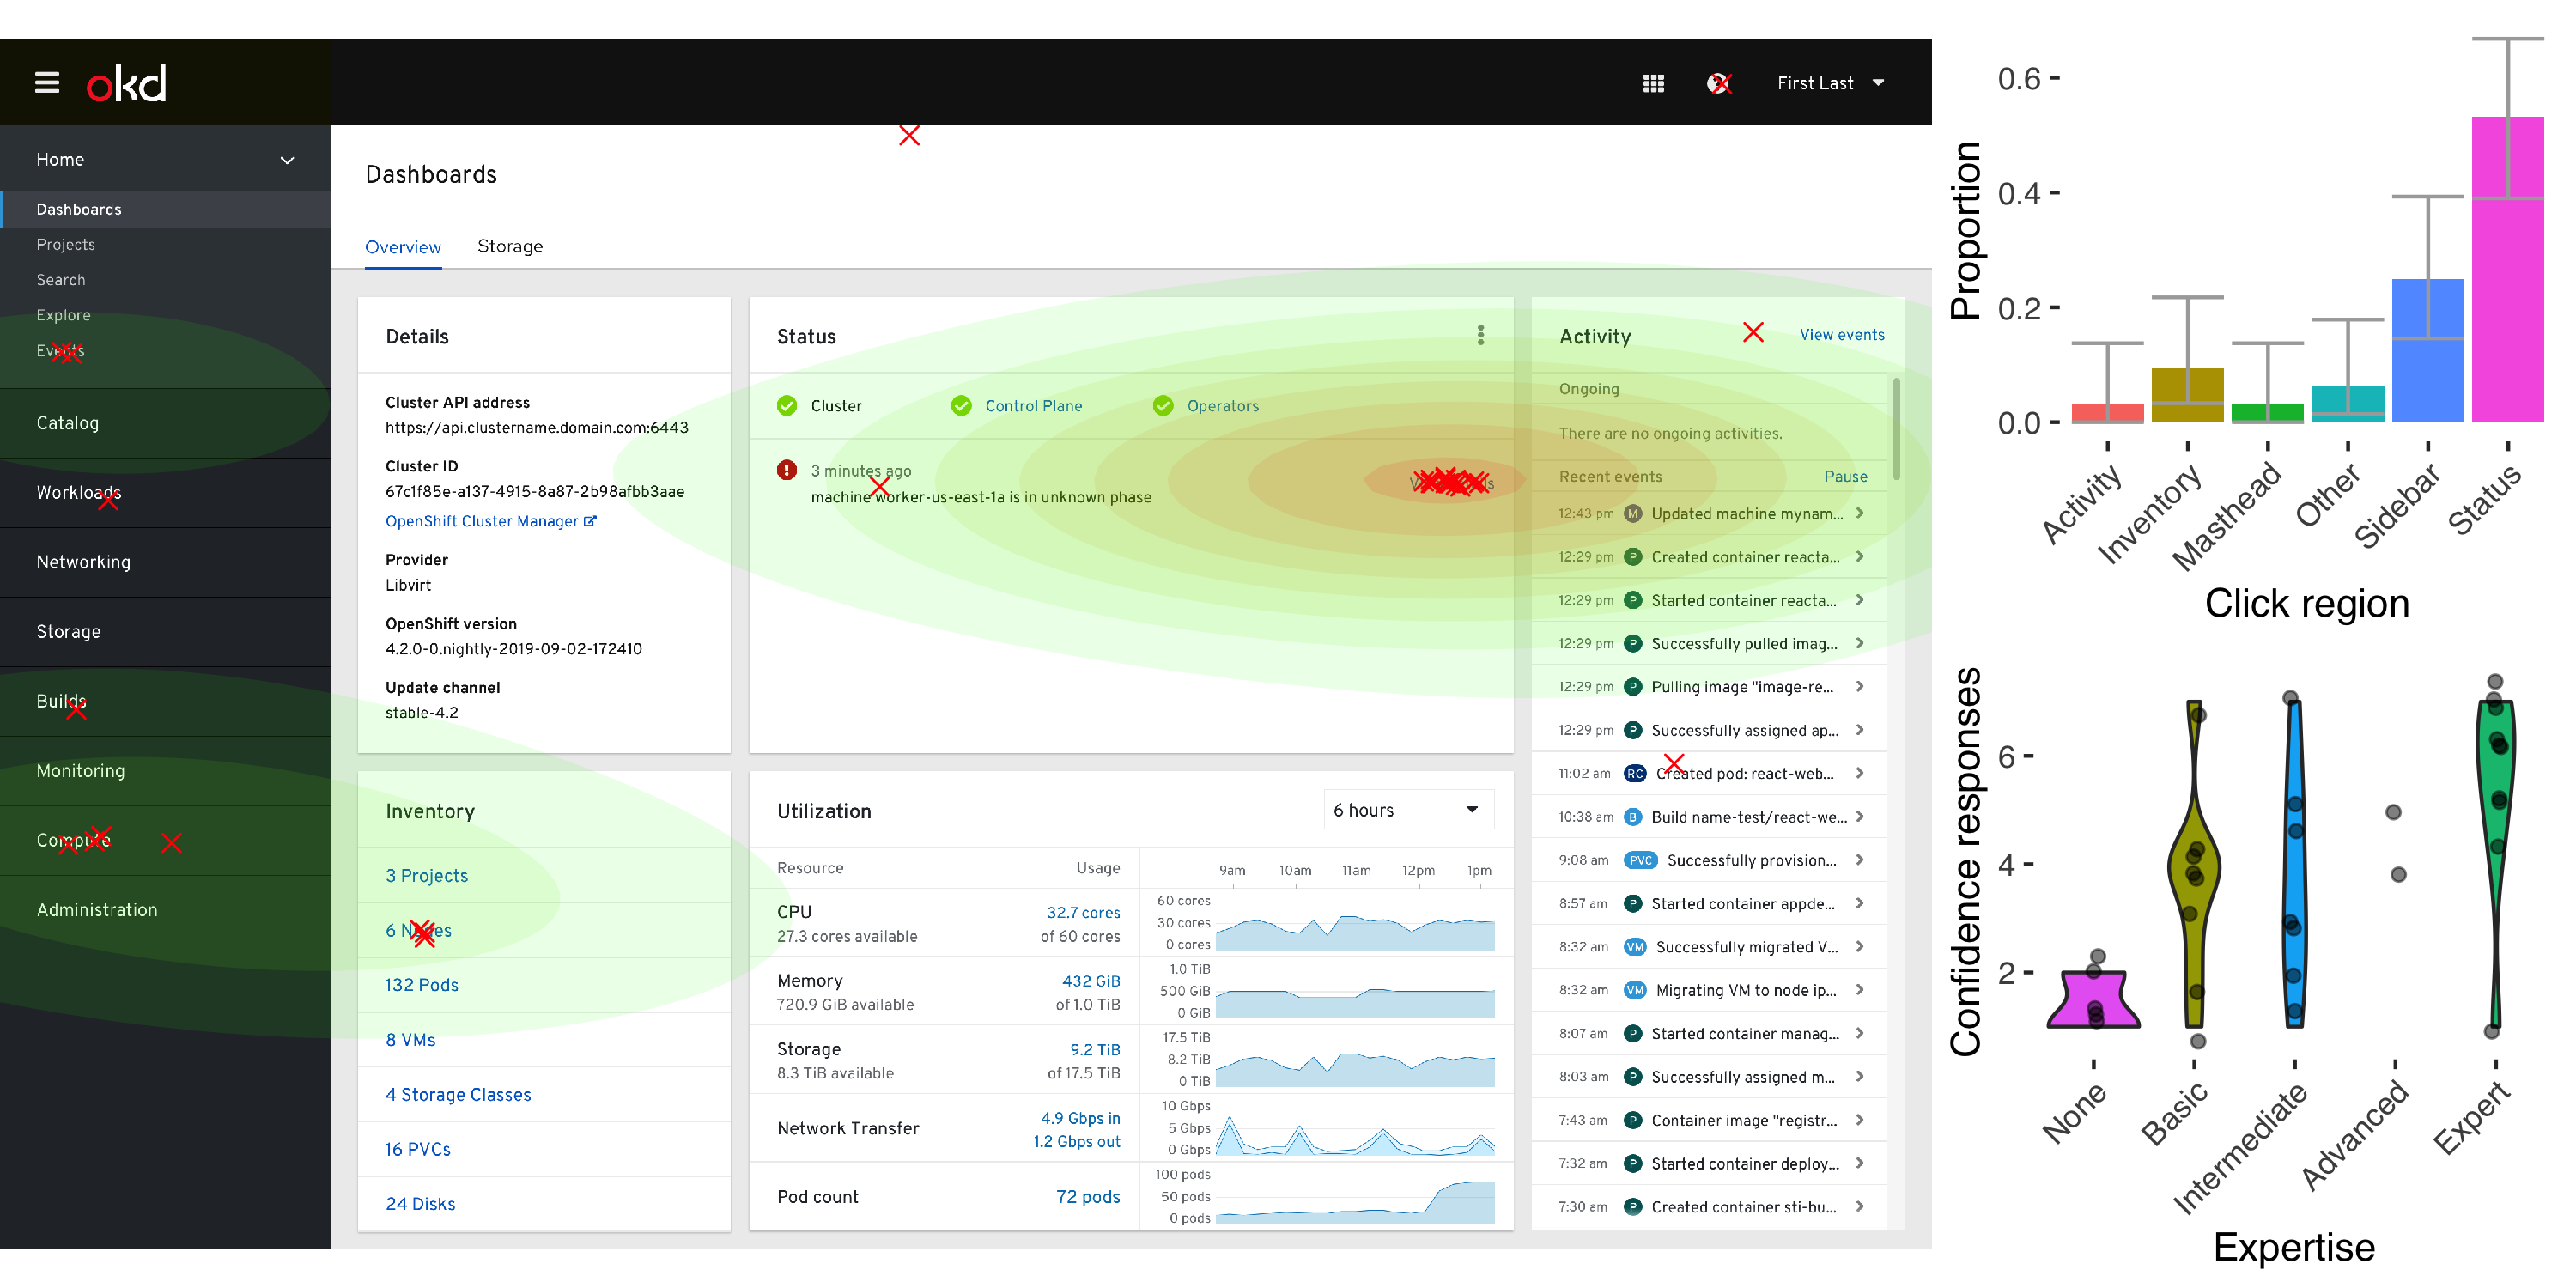 okd
First Last
Home
Dashboards
Projects
Search
Explore
Events
Catalog
Workloads
Networking
Storage
Builds
Monitoring
Compute
Administration
Dashboards
Overview
Storage
Details
Cluster API address
https://api.clustername.domain.com:6443
Cluster ID
67c1f85e-a137-4915-8a87-2b98afbb3aae
OpenShift Cluster Manager
Provider
Libvirt
OpenShift version
4.2.0-0.nightly-2019-09-02-172410
Update channel
stable-4.2
Inventory
3 Projects
6 Nodes
132 Pods
8 VMs
4 Storage Classes
16 PVCs
24 Disks
Status
Cluster
Control Plane
Operators
3 minutes ago
machine worker-us-east-1a is in unknown phase
Utilization
6 hours
Resource Usage
9am 10am 11am 12pm 1pm
CPU 32.7 cores
27.3 cores available of 60 cores
60 cores
30 cores
0 cores
Memory 432 GiB
720.9 GiB available of 1.0 TiB
1.0 TiB
500 GiB
0 GiB
Storage 9.2 TiB
8.3 TiB available of 17.5 TiB
17.5 TiB
8.2 TiB
0 TiB
Network Transfer 4.9 Gbps in
1.2 Gbps out
10 Gbps
5 Gbps
0 Gbps
Pod count 72 pods
100 pods
50 pods
0 pods
Activity View events
Ongoing
There are no ongoing activities.
Recent events Pause
12:43 pm M Updated machine mynam...
12:29 pm P Created container reacta...
12:29 pm P Started container reacta...
12:29 pm P Successfully pulled imag...
12:29 pm P Pulling image "image-re...
12:29 pm P Successfully assigned ap...
11:02 am RC Created pod: react-web...
10:38 am B Build name-test/react-we...
9:08 am PVC Successfully provision...
8:57 am P Started container appde...
8:32 am VM Successfully migrated V...
8:32 am VM Migrating VM to node ip...
8:07 am P Started container manag...
8:03 am P Successfully assigned m...
7:43 am P Container image "registr...
7:32 am P Started container deploy...
7:30 am P Created container sti-bu...
Proportion
0.6
0.4
0.2
0.0
Activity
Inventory
Masthead
Other
Sidebar
Status
Click region
Confidence responses
6
4
2
None
Basic
Intermediate
Advanced
Expert
Expertise